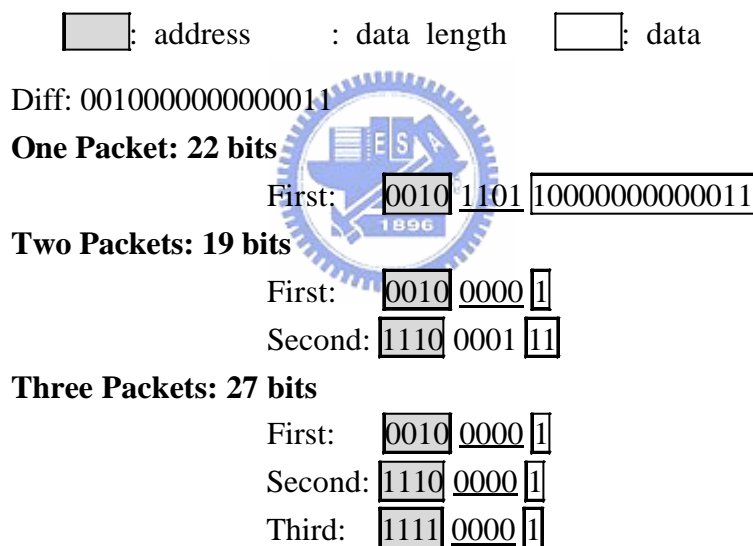 : address : data length : data
Diff: 0010000000000011
One Packet: 22 bits
First: 0010 1101 10000000000011
Two Packets: 19 bits
First: 0010 0000 1
Second: 1110 0001 11
Three Packets: 27 bits
First: 0010 0000 1
Second: 1110 0000 1
Third: 1111 0000 1
ESA
1896